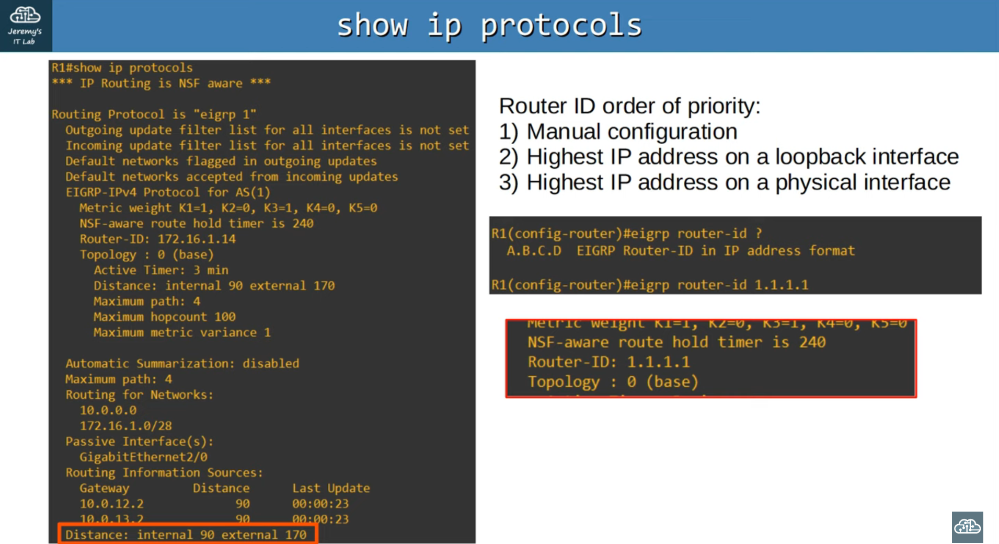 Jeremy's
IT Lab
show ip protocols
R1#show ip protocols
*** IP Routing is NSF aware ***
Routing Protocol is "eigrp 1"
Outgoing update filter list for all interfaces is not set
Incoming update filter list for all interfaces is not set
Default networks flagged in outgoing updates
Default networks accepted from incoming updates
EIGRP-IPv4 Protocol for AS(1)
Metric weight K1=1, K2=0, K3=1, K4=0, K5=0
NSF-aware route hold timer is 240
Router-ID: 172.16.1.14
Topology : 0 (base)
Active Timer: 3 min
Distance: internal 90 external 170
Maximum path: 4
Maximum hopcount 100
Maximum metric variance 1
Automatic Summarization: disabled
Maximum path: 4
Routing for Networks:
10.0.0.0
172.16.1.0/28
Passive Interface(s):
GigabitEthernet2/0
Routing Information Sources:
Gateway Distance Last Update
10.0.12.2 90 00:00:23
10.0.13.2 90 00:00:23
Distance: internal 90 external 170
Router ID order of priority:
1) Manual configuration
2) Highest IP address on a loopback interface
3) Highest IP address on a physical interface
R1(config-router)#eigrp router-id ?
A.B.C.D EIGRP Router-ID in IP address format
R1(config-router)#eigrp router-id 1.1.1.1
Metric weight K1=1, K2=0, K3=1, K4=0, K5=0
NSF-aware route hold timer is 240
Router-ID: 1.1.1.1
Topology : 0 (base)